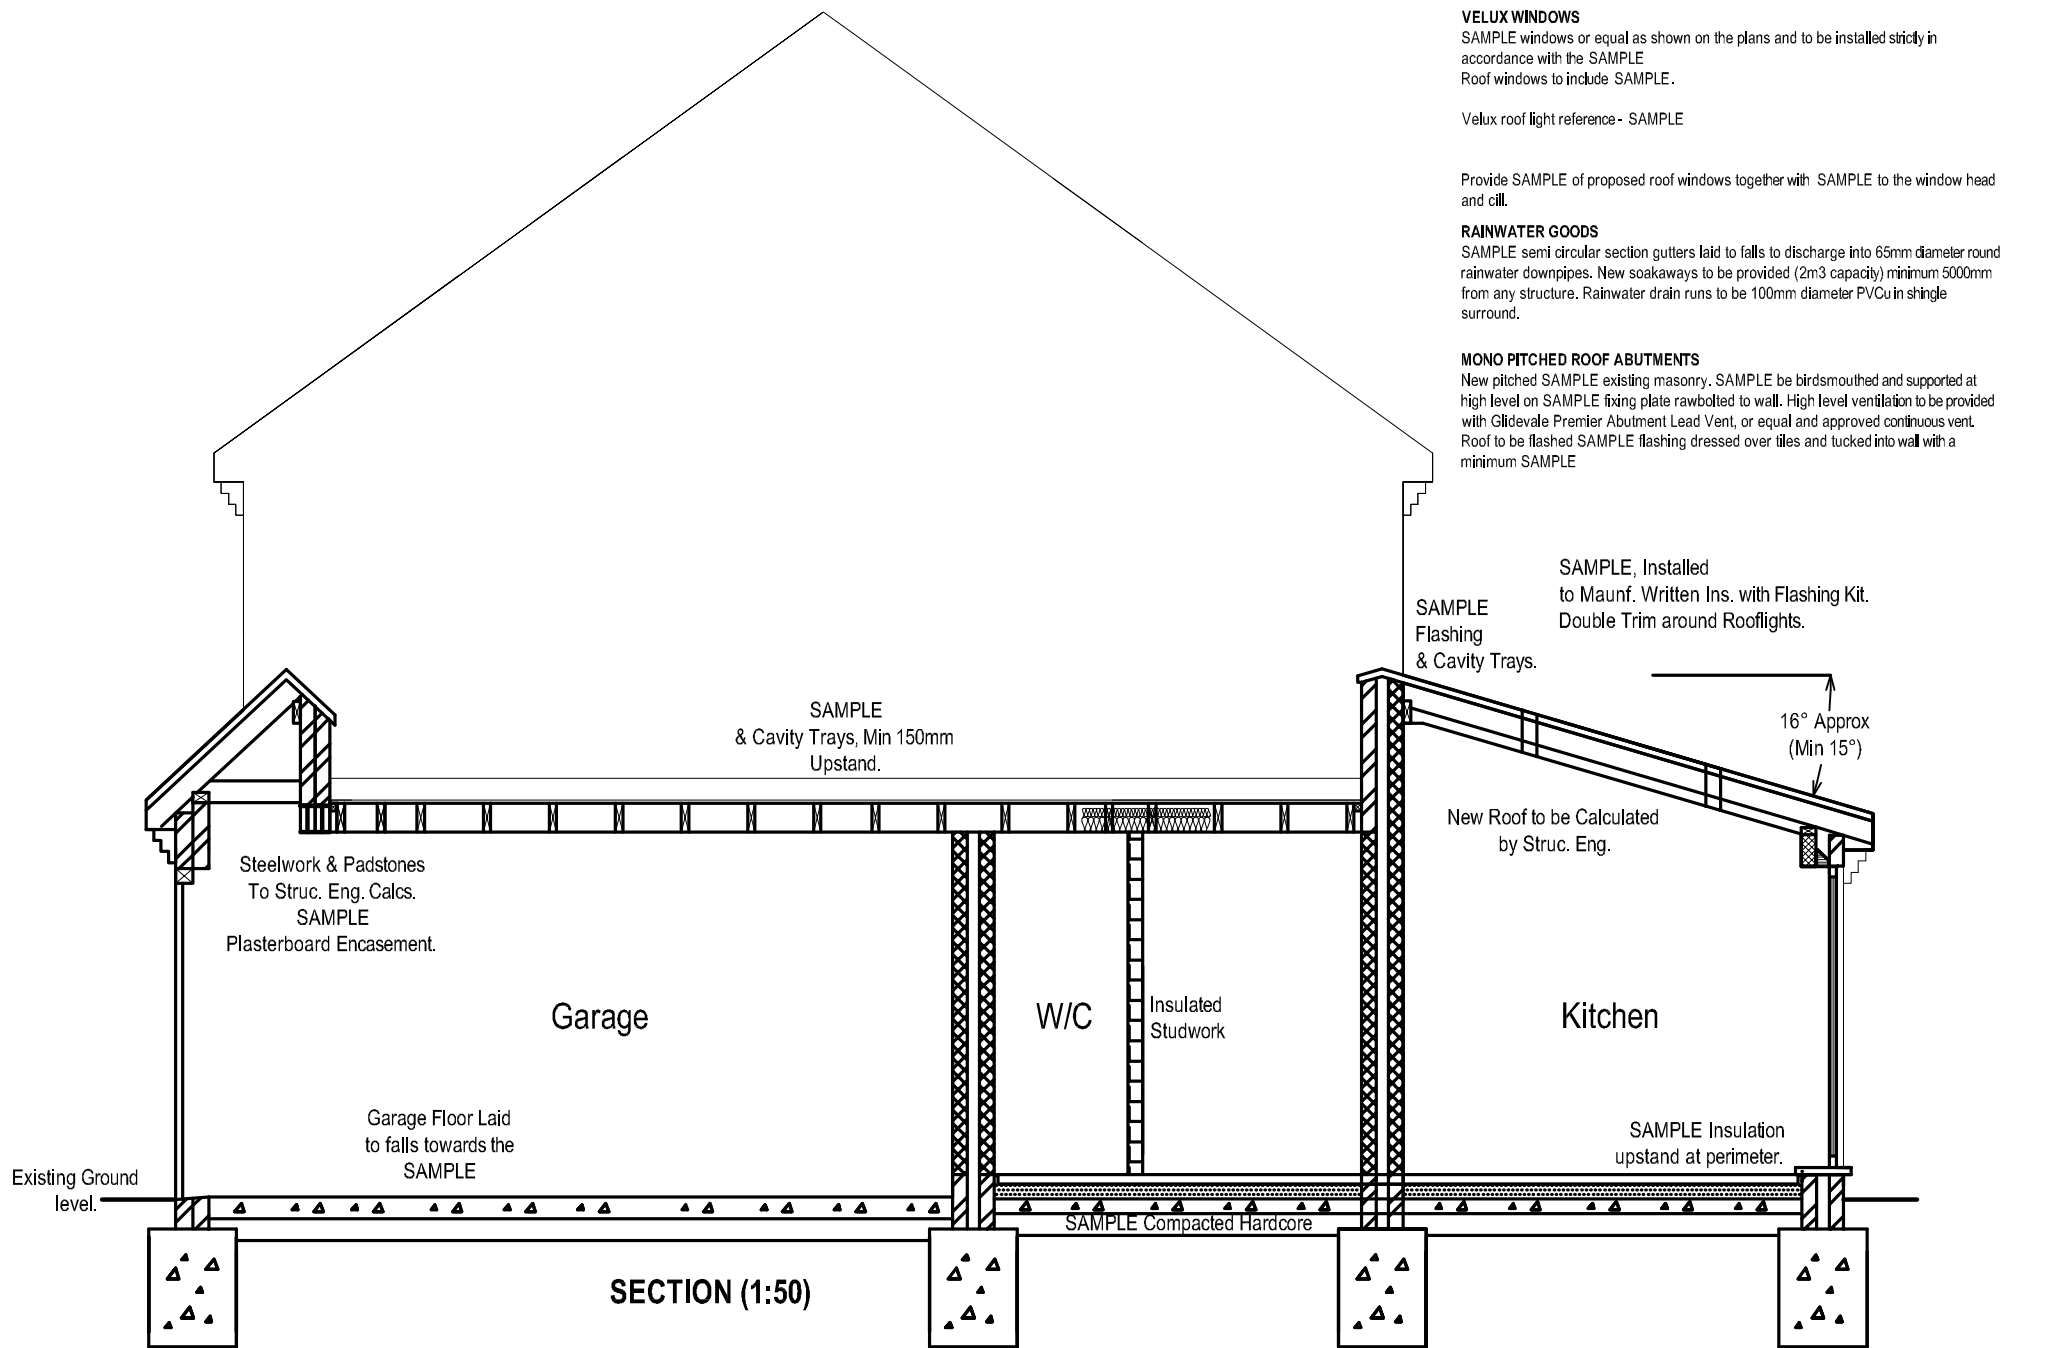 VELUX WINDOWS
SAMPLE windows or equal as shown on the plans and to be installed strictly in
accordance with the SAMPLE
Roof windows to include SAMPLE.
Velux roof light reference - SAMPLE
Provide SAMPLE of proposed roof windows together with SAMPLE to the window head
and cill.
RAINWATER GOODS
SAMPLE semi circular section gutters laid to falls to discharge into 65mm diameter round
rainwater downpipes. New soakaways to be provided (2m3 capacity) minimum 5000mm
from any structure. Rainwater drain runs to be 100mm diameter PVCu in shingle
surround.
MONO PITCHED ROOF ABUTMENTS
New pitched SAMPLE existing masonry. SAMPLE be birdsmouthed and supported at
high level on SAMPLE fixing plate rawbolted to wall. High level ventilation to be provided
with Glidevale Premier Abutment Lead Vent, or equal and approved continuous vent.
Roof to be flashed SAMPLE flashing dressed over tiles and tucked into wall with a
minimum SAMPLE
SAMPLE, Installed
to Maunf. Written Ins. with Flashing Kit.
Double Trim around Rooflights.
SAMPLE
Flashing
& Cavity Trays.
16° Approx
(Min 15°)
SAMPLE
& Cavity Trays, Min 150mm
Upstand.
New Roof to be Calculated
by Struc. Eng.
Steelwork & Padstones
To Struc. Eng. Calcs.
SAMPLE
Plasterboard Encasement.
Garage
W/C
Insulated
Studwork
Kitchen
Garage Floor Laid
to falls towards the
SAMPLE
SAMPLE Insulation
upstand at perimeter.
Existing Ground
level.
SAMPLE Compacted Hardcore
SECTION (1:50)